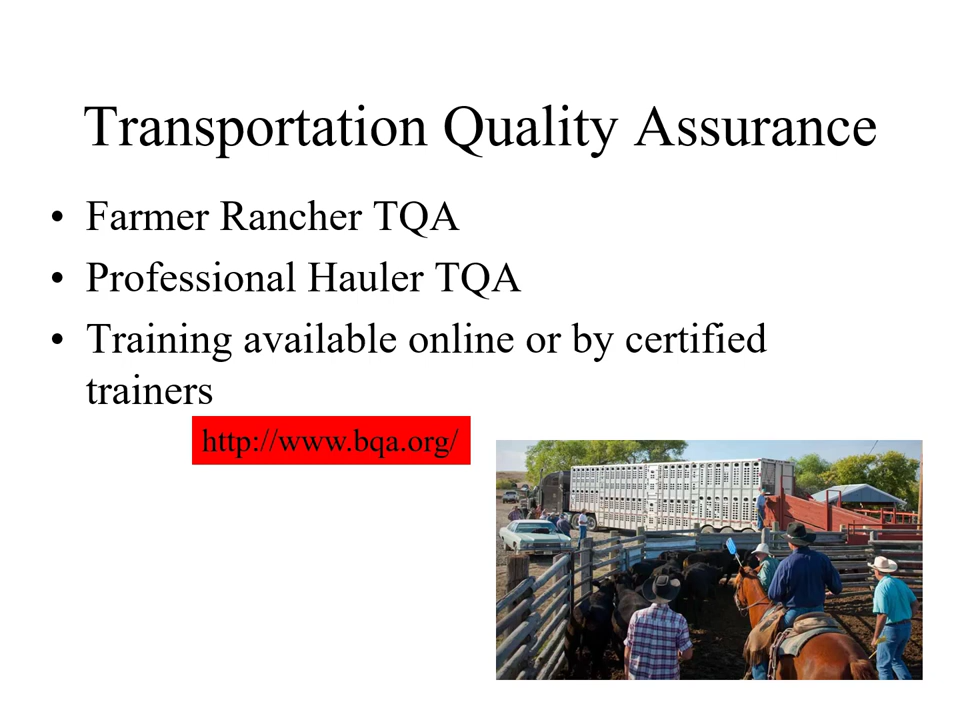 Transportation Quality Assurance
• Farmer Rancher TQA
• Professional Hauler TQA
• Training available online or by certified
trainers
http://www.bqa.org/